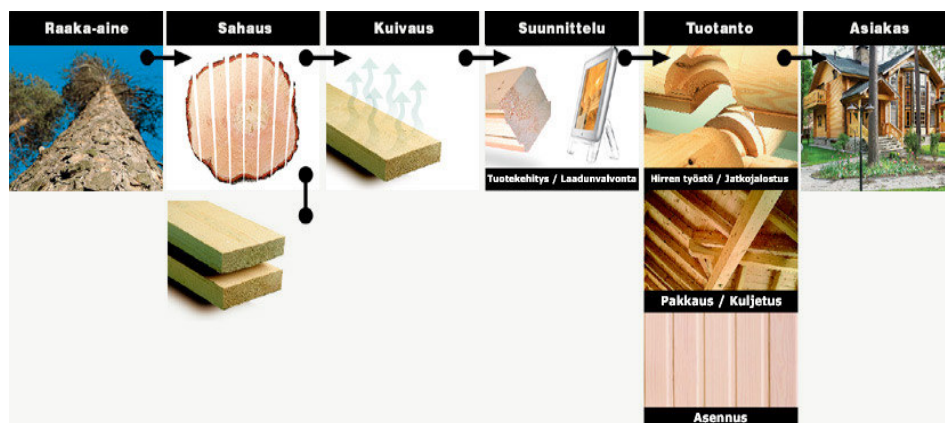 Raaka-aine
Sahaus
Kuivaus
Suunnittelu
Tuotanto
Asiakas
Tuotekehitys / Laadunvalvonta
Hirren työstö / Jatkojalostus
Pakkaus / Kuljetus
Asennus